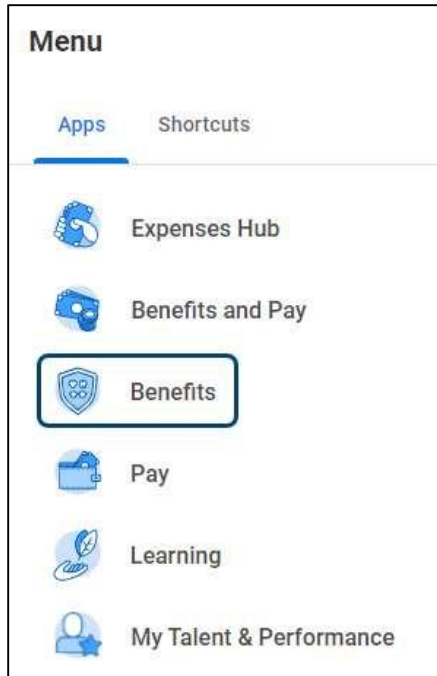 Menu
Apps Shortcuts
Expenses Hub
Benefits and Pay
Benefits
Pay
Learning
My Talent & Performance